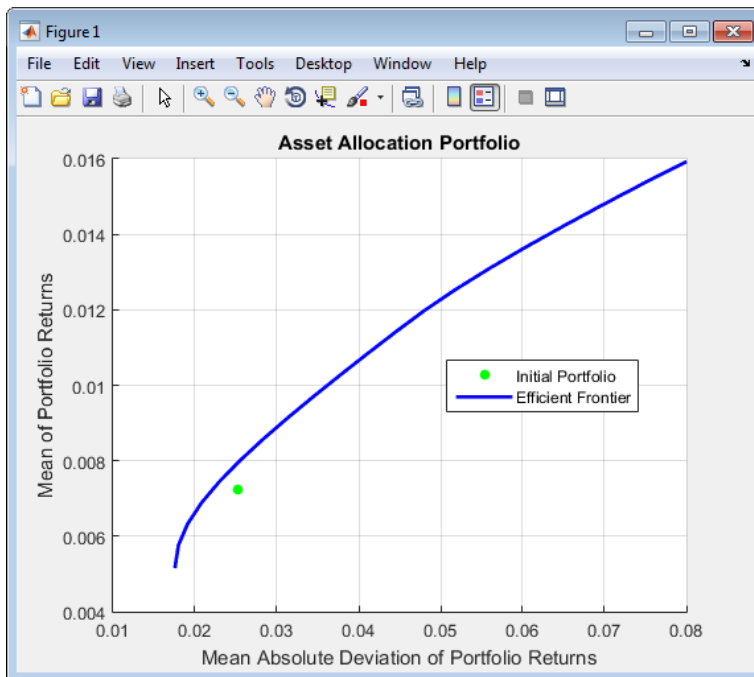 Figure 1
File Edit View Insert Tools Desktop Window Help
Asset Allocation Portfolio
0.016
0.014
0.012
0.01
0.008
0.006
0.004
Mean of Portfolio Returns
Initial Portfolio
Efficient Frontier
0.01 0.02 0.03 0.04 0.05 0.06 0.07 0.08
Mean Absolute Deviation of Portfolio Returns